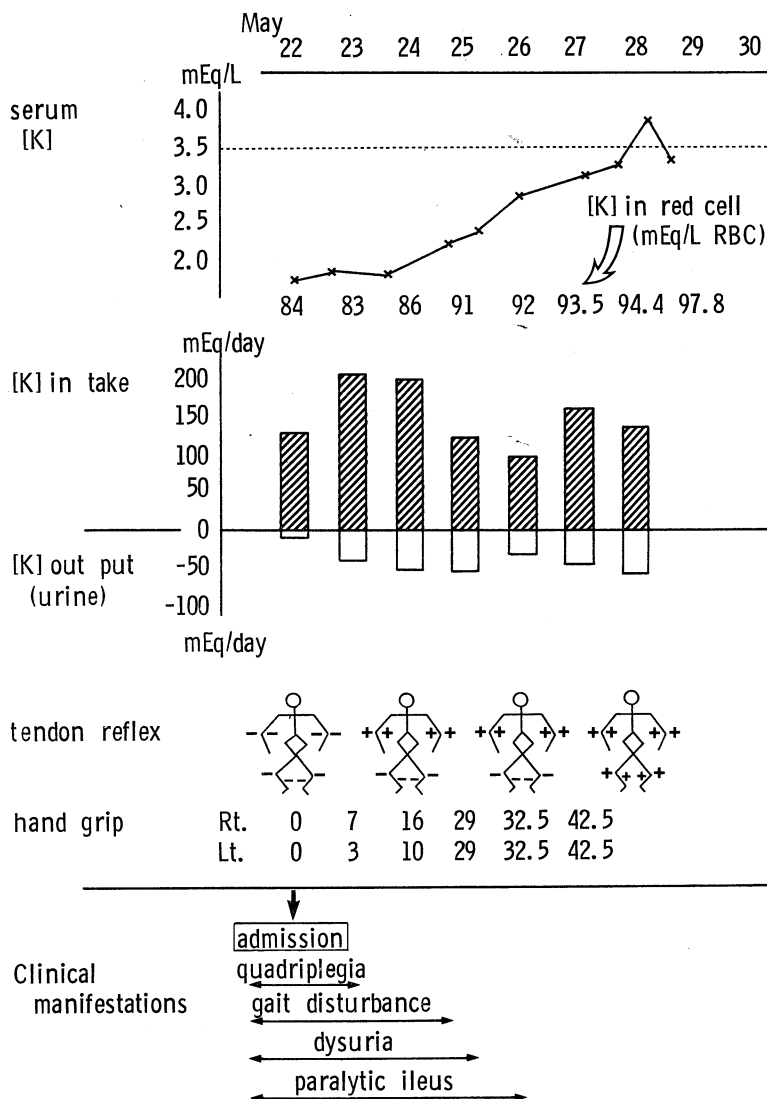 May
22 23 24 25 26 27 28 29 30
mEq/L
serum
[K]
4.0
3.5
3.0
2.5
2.0
[K] in red cell
(mEq/L RBC)
84 83 86 91 92 93.5 94.4 97.8
mEq/day
[K] in take
200
150
100
50
0
[K] out put
(urine)
-50
-100
mEq/day
tendon reflex
- - - - + + + + + + + + + + + +
- - - - - - - - - - - - + + + +
hand grip
Rt. 0 7 16 29 32.5 42.5
Lt. 0 3 10 29 32.5 42.5
admission
Clinical
manifestations
quadriplegia
gait disturbance
dysuria
paralytic ileus